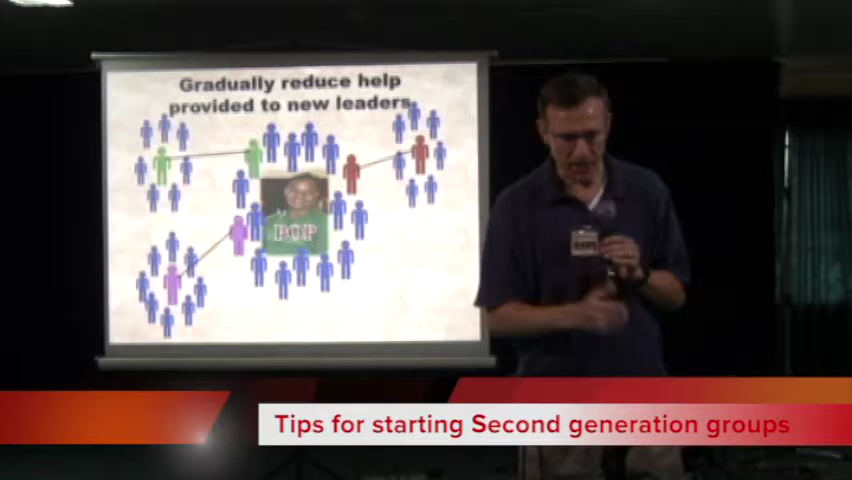 Gradually reduce help
provided to new leaders.
POP
Tips for starting Second generation groups